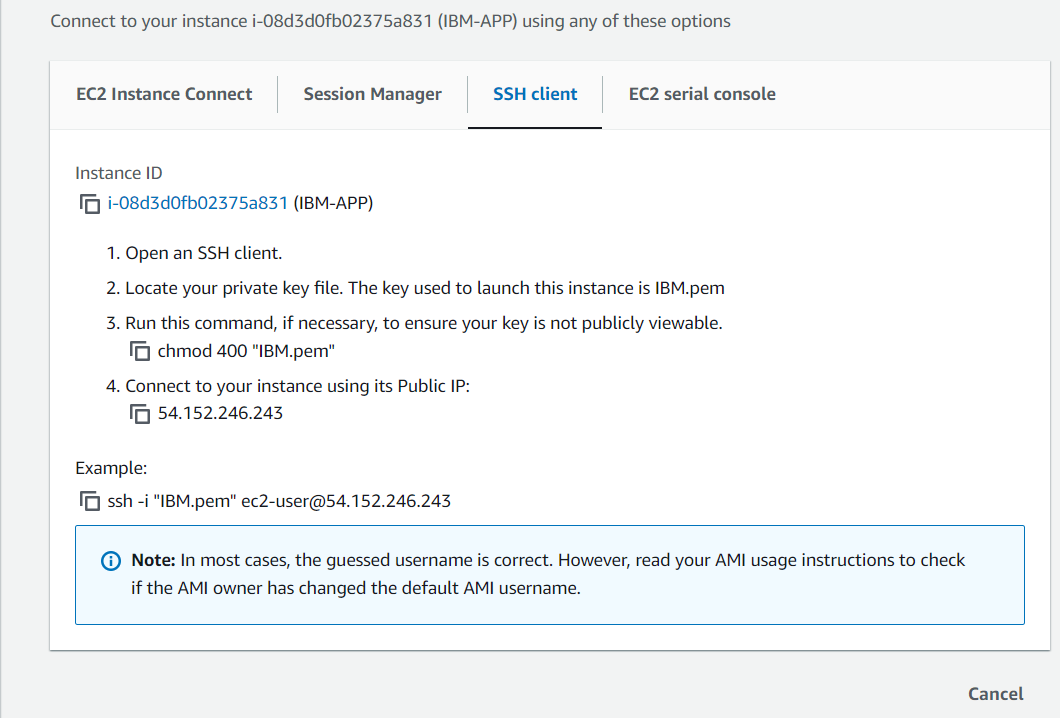 Connect to your instance i-08d3d0fb02375a831 (IBM-APP) using any of these options
EC2 Instance Connect
Session Manager
SSH client
EC2 serial console
Instance ID
i-08d3d0fb02375a831 (IBM-APP)
1. Open an SSH client.
2. Locate your private key file. The key used to launch this instance is IBM.pem
3. Run this command, if necessary, to ensure your key is not publicly viewable.
chmod 400 "IBM.pem"
4. Connect to your instance using its Public IP:
54.152.246.243
Example:
ssh -i "IBM.pem" ec2-user@54.152.246.243
Note: In most cases, the guessed username is correct. However, read your AMI usage instructions to check
if the AMI owner has changed the default AMI username.
Cancel